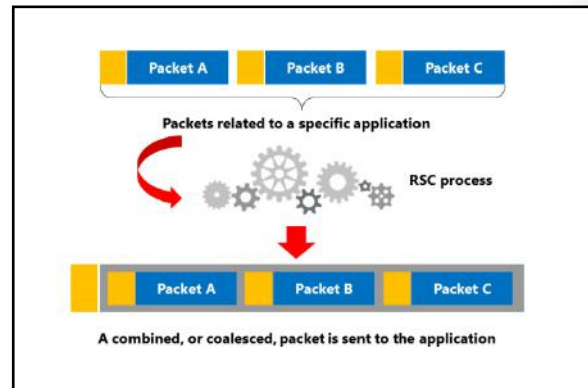 Packet A Packet B Packet C
Packets related to a specific application
RSC process
Packet A Packet B Packet C
A combined, or coalesced, packet is sent to the application